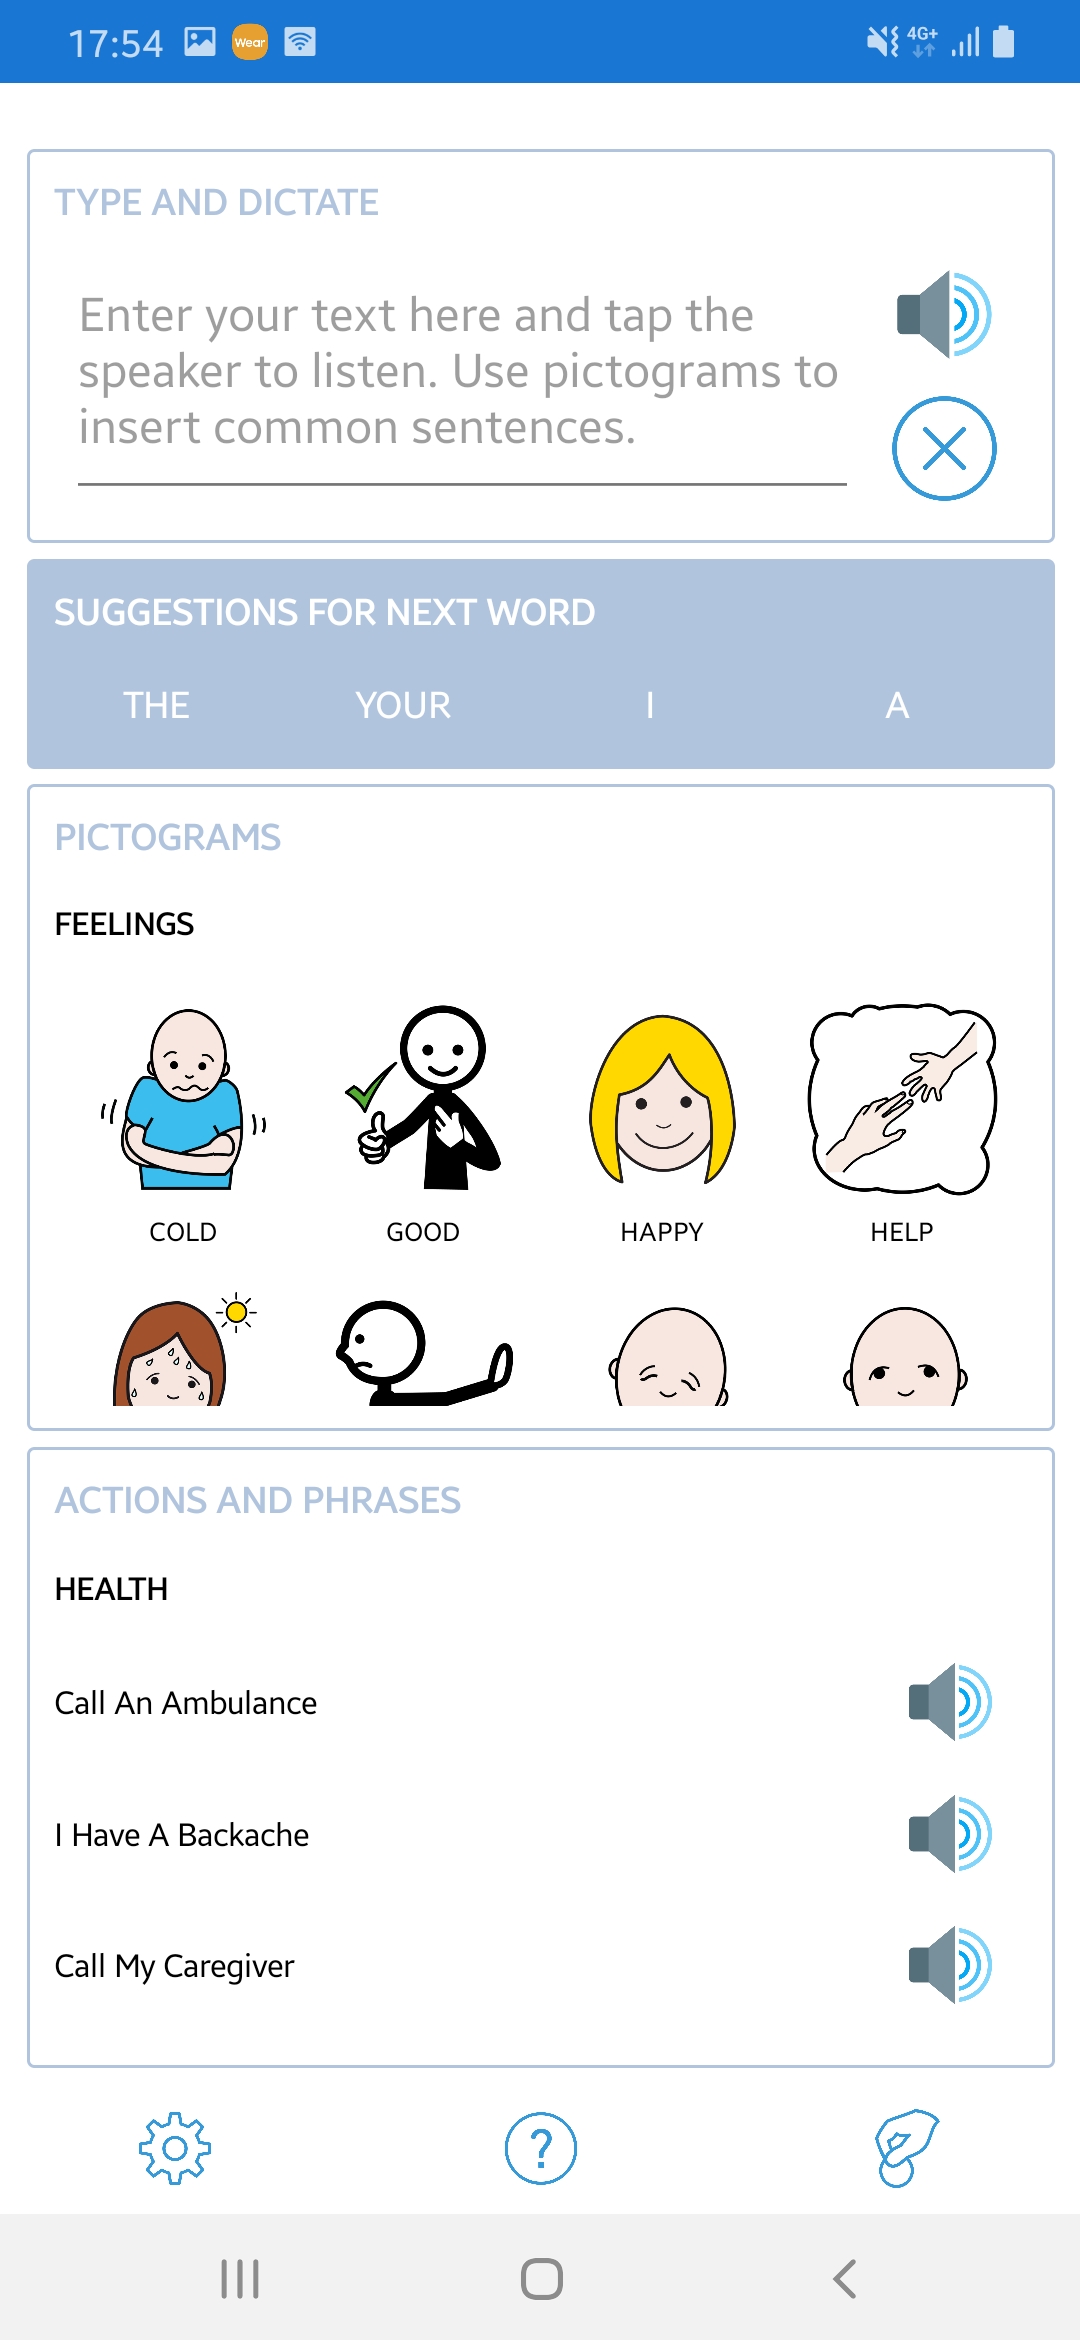 17:54
Wear
4G+
TYPE AND DICTATE
Enter your text here and tap the
speaker to listen. Use pictograms to
insert common sentences.
SUGGESTIONS FOR NEXT WORD
THE YOUR I A
PICTOGRAMS
FEELINGS
COLD GOOD HAPPY HELP
ACTIONS AND PHRASES
HEALTH
Call An Ambulance
I Have A Backache
Call My Caregiver
?